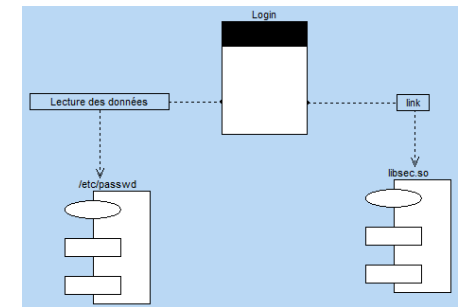 Login
Lecture des données
link
/etc/passwd
libsec.so